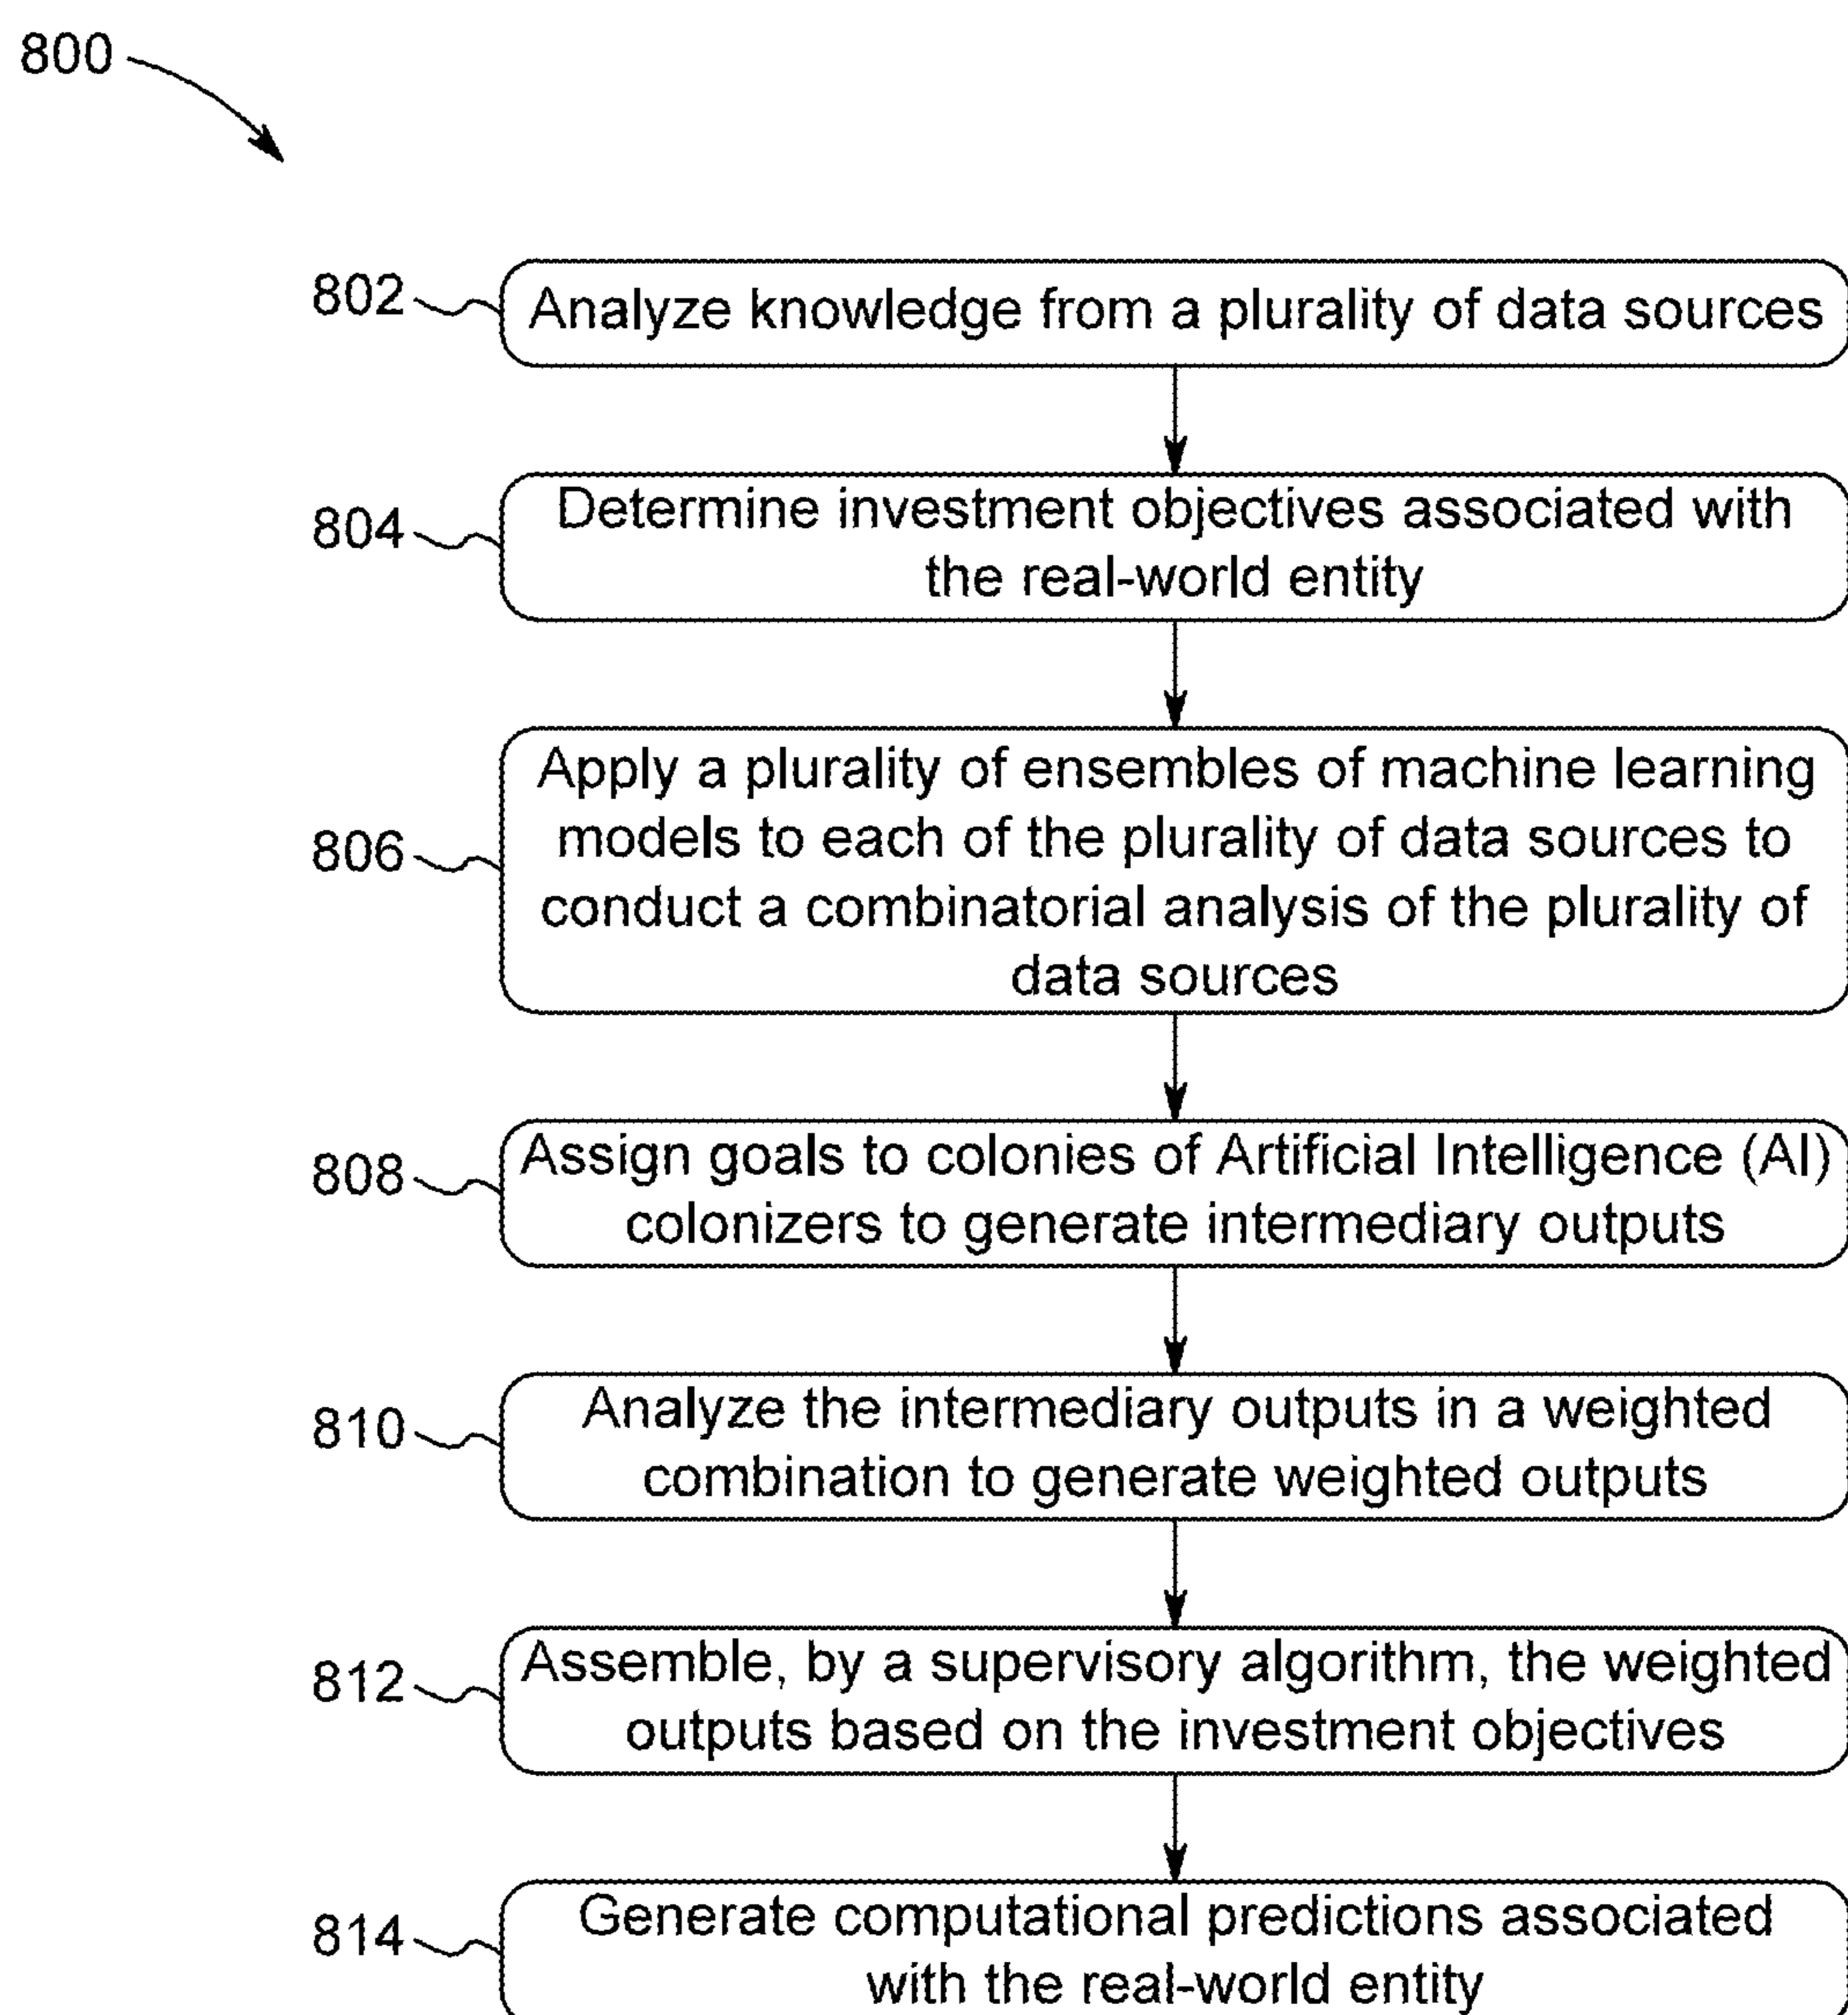 800
802
Analyze knowledge from a plurality of data sources
804
Determine investment objectives associated with
the real-world entity
806
Apply a plurality of ensembles of machine learning
models to each of the plurality of data sources to
conduct a combinatorial analysis of the plurality of
data sources
808
Assign goals to colonies of Artificial Intelligence (AI)
colonizers to generate intermediary outputs
810
Analyze the intermediary outputs in a weighted
combination to generate weighted outputs
812
Assemble, by a supervisory algorithm, the weighted
outputs based on the investment objectives
814
Generate computational predictions associated
with the real-world entity